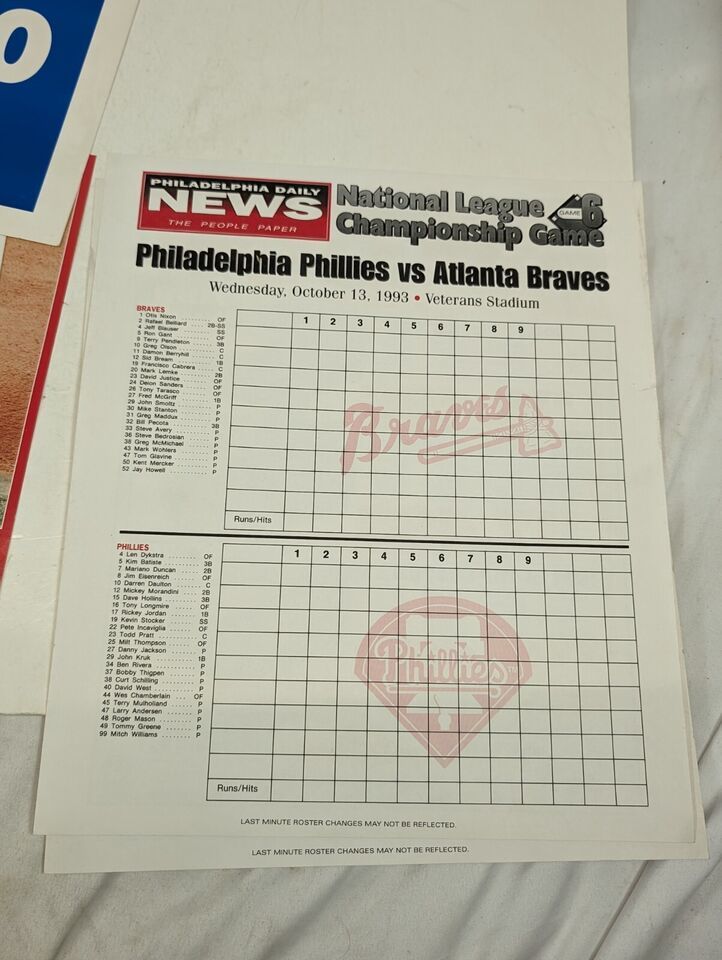 O
PHILADELPHIA DAILY
NEWS
THE PEOPLE PAPER
National League
Championship Game
GAME 6
Philadelphia Phillies vs Atlanta Braves
Wednesday, October 13, 1993 • Veterans Stadium
BRAVES
1 Otis Nixon OF
2 Rafael Belliard 2B-SS
4 Jeff Blauser SS
5 Ron Gant OF
9 Terry Pendleton 3B
10 Greg Olson C
11 Damon Berryhill C
12 Sid Bream 1B
19 Francisco Cabrera C
20 Mark Lemke 2B
23 David Justice OF
24 Deion Sanders OF
26 Tony Tarasco OF
27 Fred McGriff 1B
29 John Smoltz P
30 Mike Stanton P
31 Greg Maddux P
32 Bill Pecota 3B
33 Steve Avery P
36 Steve Bedrosian P
38 Greg McMichael P
43 Mark Wohlers P
47 Tom Glavine P
50 Kent Mercker P
52 Jay Howell P
1 2 3 4 5 6 7 8 9
Braves
Runs/Hits
PHILLIES
4 Len Dykstra OF
5 Kim Batiste 3B
7 Mariano Duncan 2B
8 Jim Eisenreich OF
10 Darren Daulton C
12 Mickey Morandini 2B
15 Dave Hollins 3B
16 Tony Longmire OF
17 Ricky Jordan 1B
19 Kevin Stocker SS
22 Pete Incaviglia OF
23 Todd Pratt C
25 Milt Thompson OF
27 Danny Jackson P
29 John Kruk 1B
34 Ben Rivera P
37 Bobby Thigpen P
38 Curt Schilling P
40 David West P
44 Wes Chamberlain OF
45 Terry Mulholland P
47 Larry Andersen P
48 Roger Mason P
49 Tommy Greene P
99 Mitch Williams P
1 2 3 4 5 6 7 8 9
Phillies
Runs/Hits
LAST MINUTE ROSTER CHANGES MAY NOT BE REFLECTED.
LAST MINUTE ROSTER CHANGES MAY NOT BE REFLECTED.